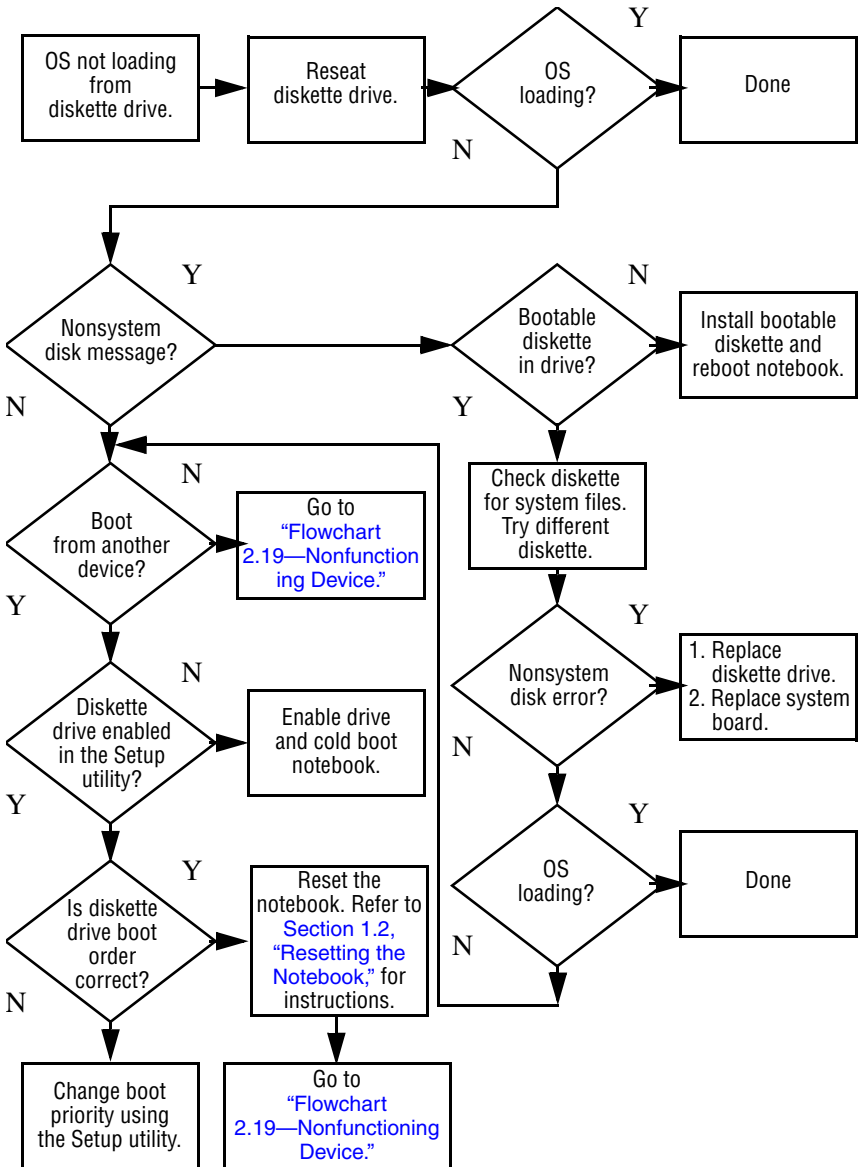 OS not loading
from
diskette drive.
Reseat
diskette drive.
OS
loading?
Y
Done
N
Nonsystem
disk message?
Y
N
Bootable
diskette
in drive?
N
Install bootable
diskette and
reboot notebook.
Y
Check diskette
for system files.
Try different
diskette.
Boot
from another
device?
N
Go to
“Flowchart
2.19—Nonfunction
ing Device.”
Y
Nonsystem
disk error?
Y
1. Replace
diskette drive.
2. Replace system
board.
N
Diskette
drive enabled
in the Setup
utility?
N
Enable drive
and cold boot
notebook.
Y
OS
loading?
Y
Done
N
Is diskette
drive boot
order
correct?
Y
Reset the
notebook. Refer to
Section 1.2,
“Resetting the
Notebook,” for
instructions.
N
Change boot
priority using
the Setup utility.
Go to
“Flowchart
2.19—Nonfunctioning
Device.”